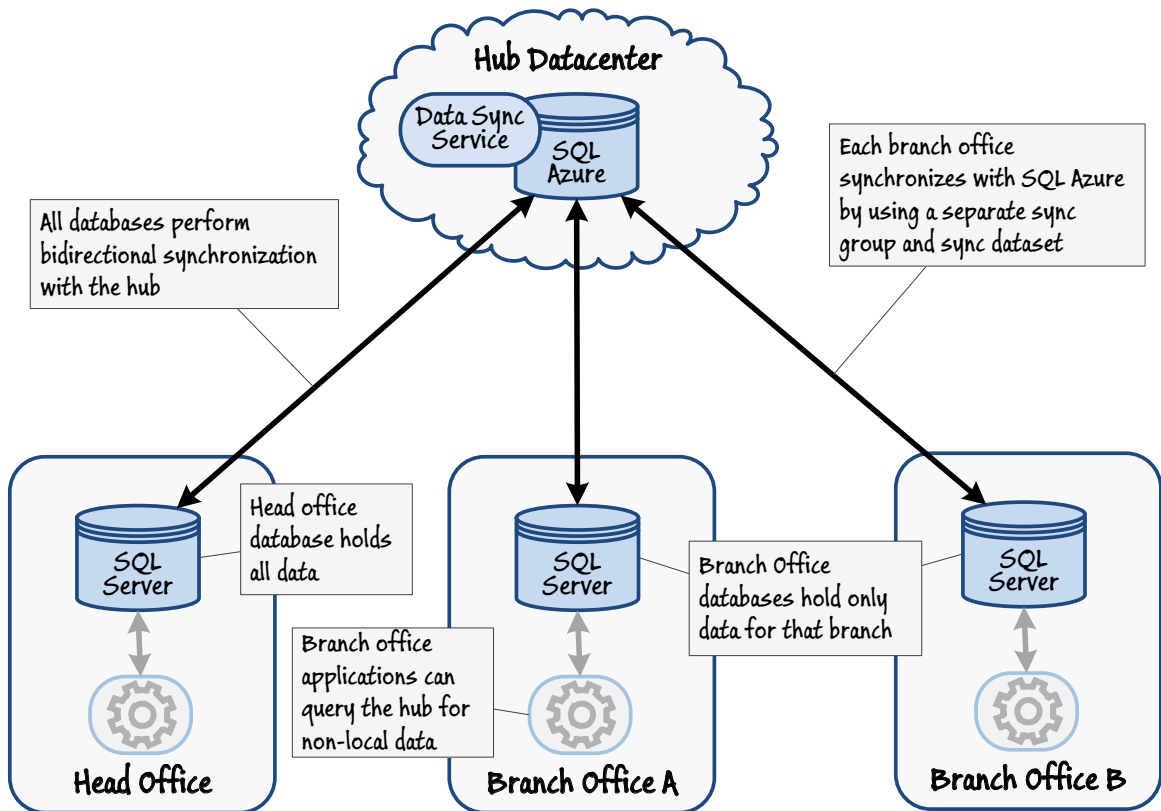 Hub Datacenter
Data Sync
Service
SQL
Azure
All databases perform
bidirectional synchronization
with the hub
Each branch office
synchronizes with SQL Azure
by using a separate sync
group and sync dataset
SQL
Server
Head office
database holds
all data
SQL
Server
Branch Office
databases hold only
data for that branch
SQL
Server
Branch office
applications can
query the hub for
non-local data
Head Office
Branch Office A
Branch Office B